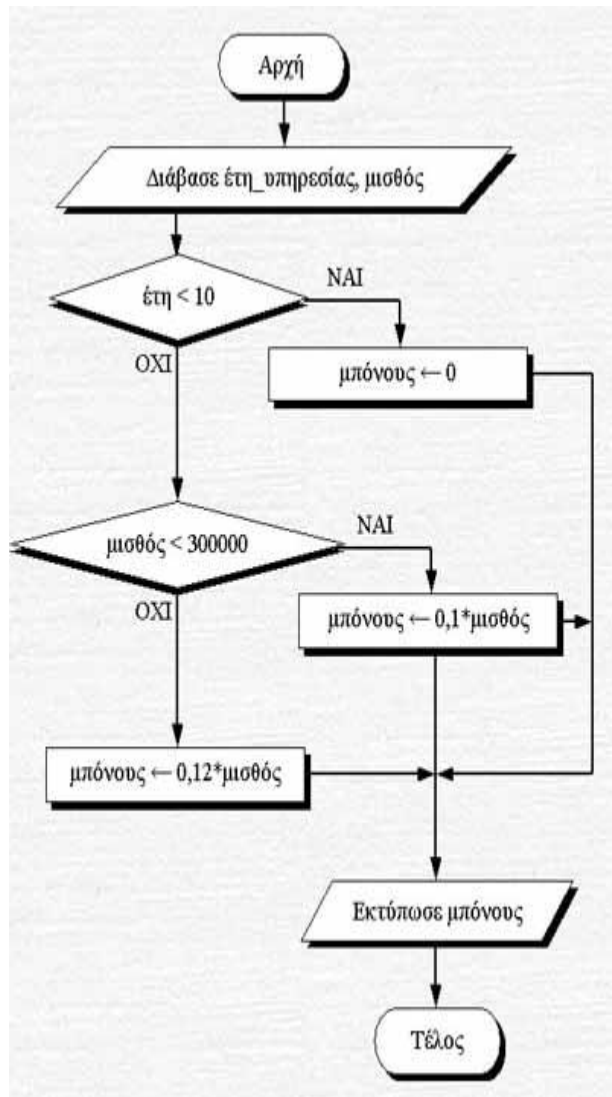 Αρχή
Διάβασε έτη_υπηρεσίας, μισθός
έτη < 10
ΝΑΙ
ΟΧΙ
μπόνους ← 0
μισθός < 300000
ΝΑΙ
ΟΧΙ
μπόνους ← 0,1*μισθός
μπόνους ← 0,12*μισθός
Εκτύπωσε μπόνους
Τέλος